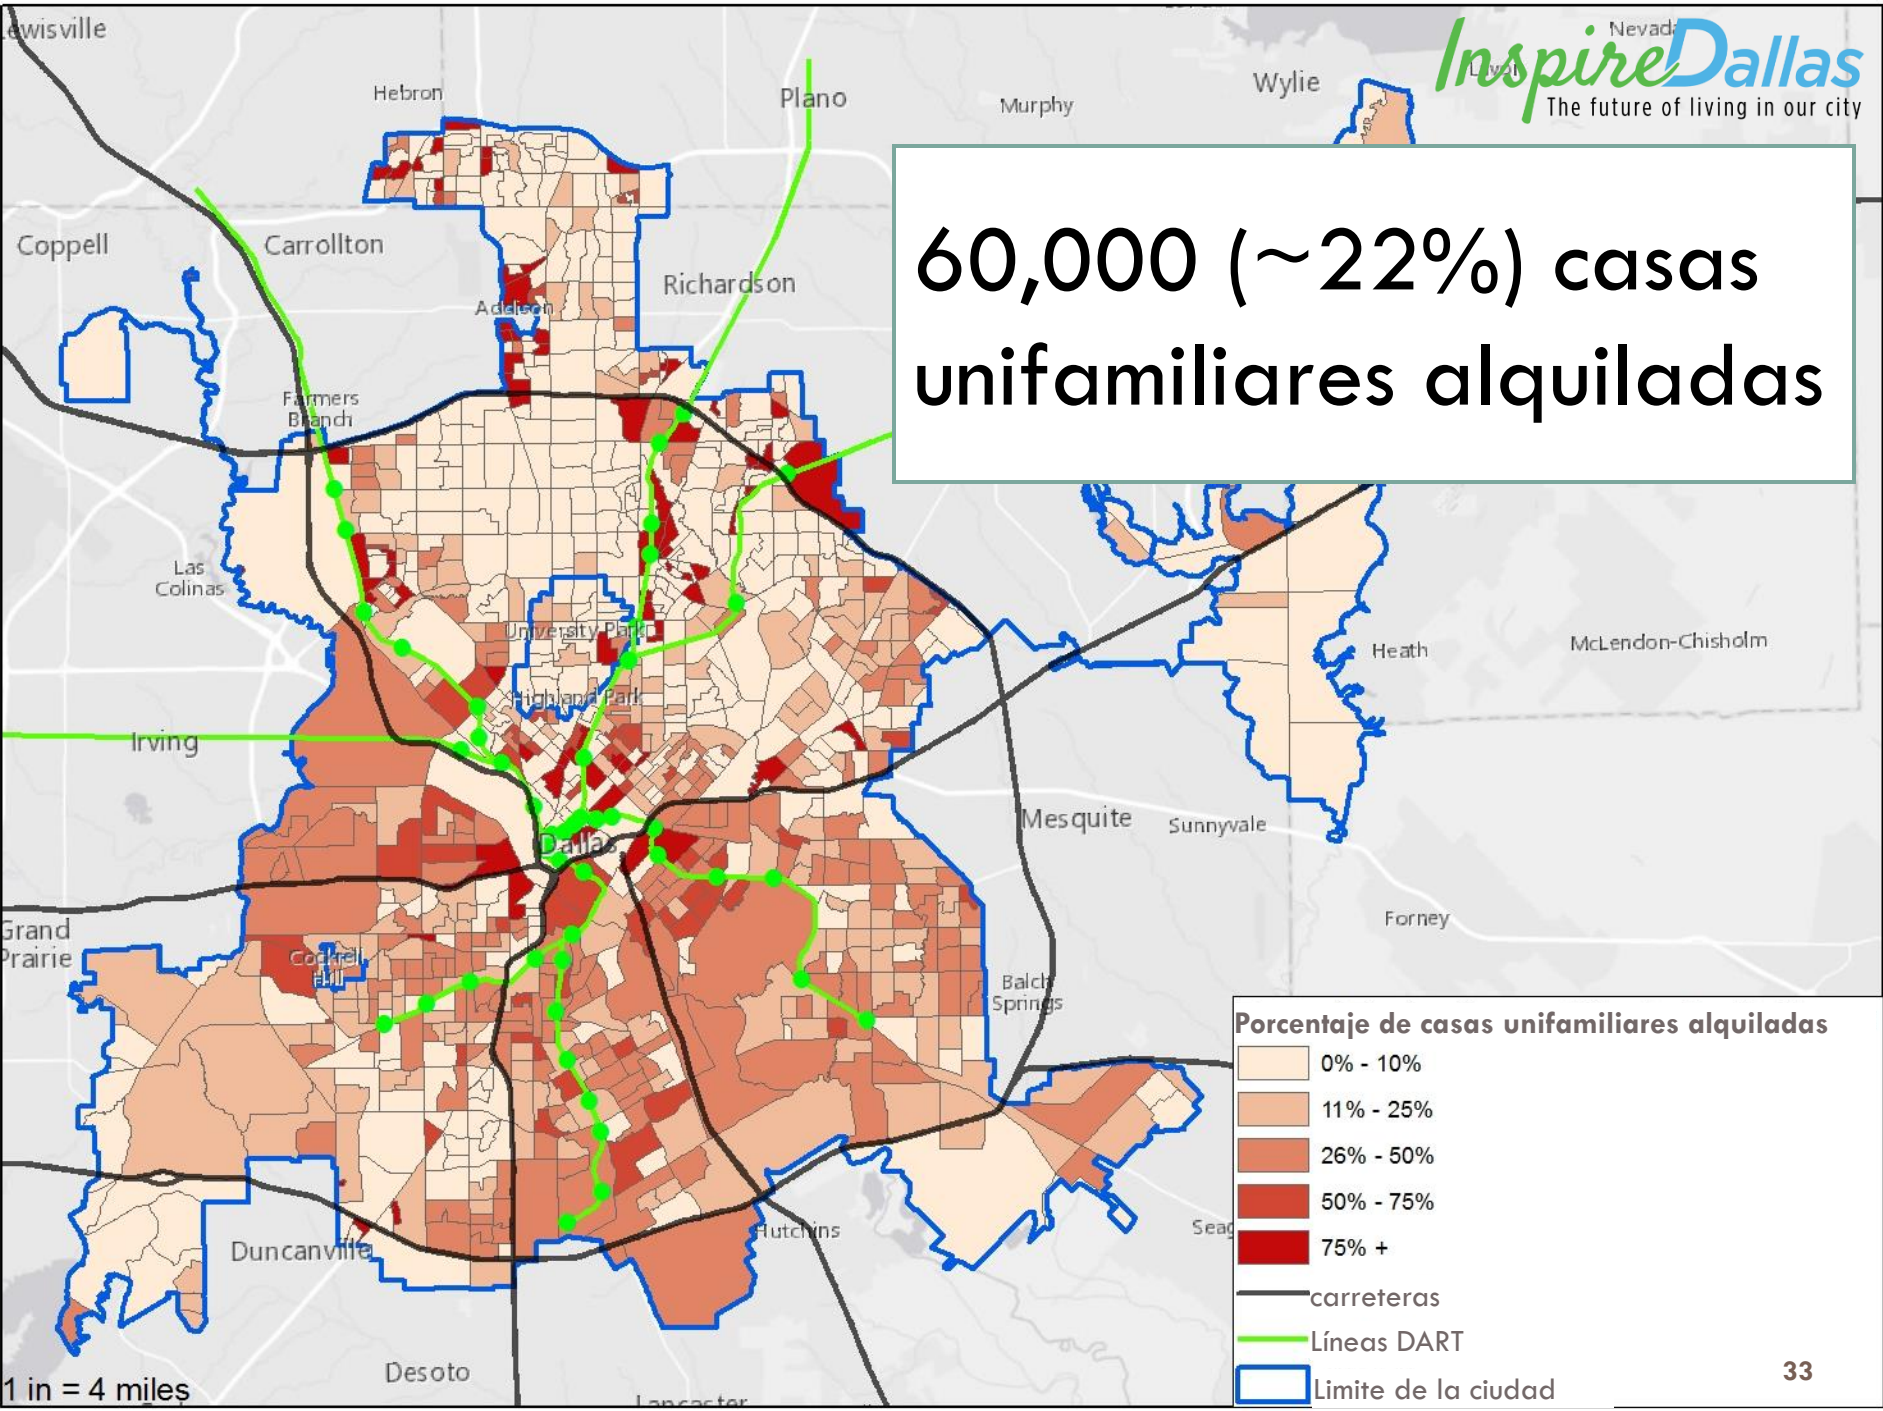 InspireDallas
The future of living in our city
60,000 (~22%) casas
unifamiliares alquiladas
Hebron
Plano
Murphy
Wylie
Nevada
Coppell
Carrollton
Richardson
Addison
Farmers
Branch
Las
Colinas
University Park
Highland Park
Irving
Heath
McLendon-Chisholm
Dallas
Mesquite
Sunnyvale
Grand
Prairie
Cockrell
Hill
Forney
Balch
Springs
Duncanville
Hutchins
Desoto
Lancaster
1 in = 4 miles
Porcentaje de casas unifamiliares alquiladas
0% - 10%
11% - 25%
26% - 50%
50% - 75%
75% +
carreteras
Líneas DART
Limite de la ciudad
33